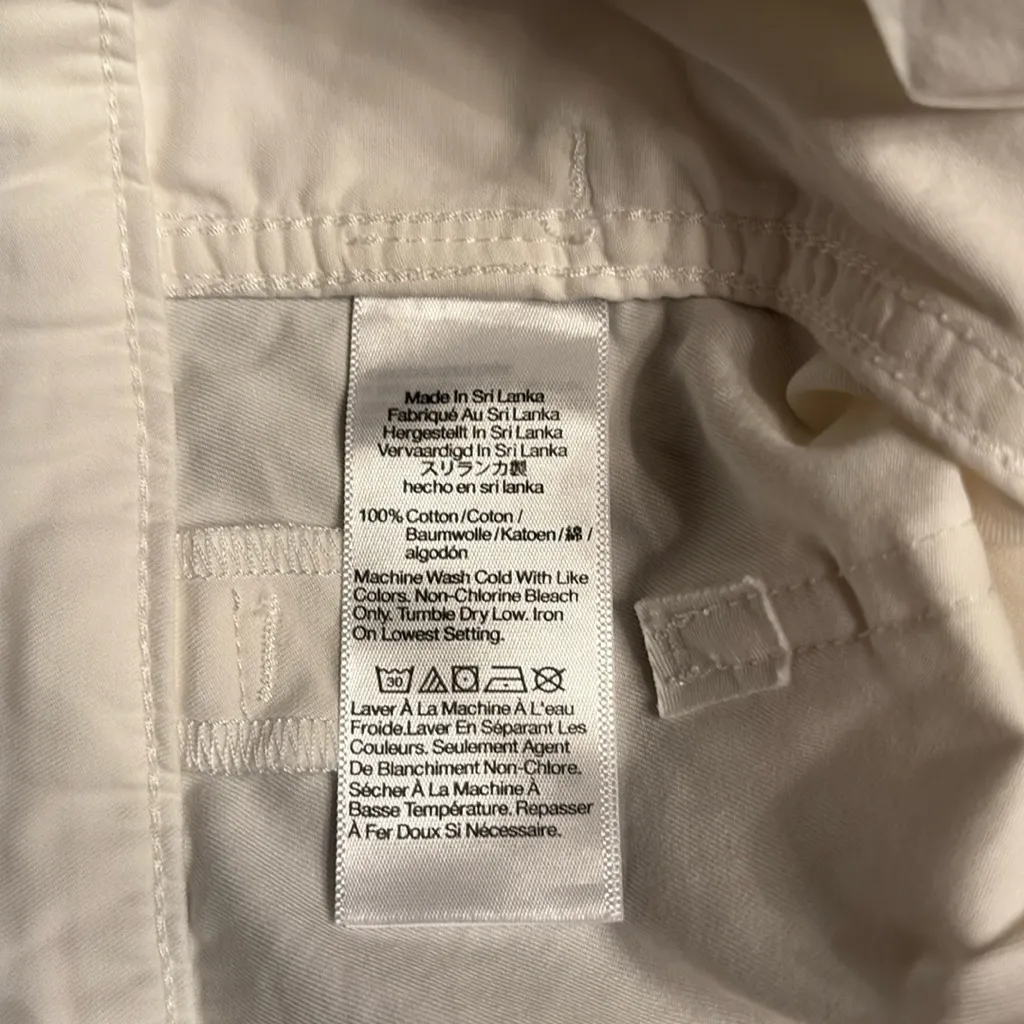 Made In Sri Lanka
Fabriqué Au Sri Lanka
Hergestellt In Sri Lanka
Vervaardigd In Sri Lanka
スリランカ製
hecho en sri lanka
100% Cotton/Coton/
Baumwolle/Katoen/綿/
algodón
Machine Wash Cold With Like
Colors. Non-Chlorine Bleach
Only. Tumble Dry Low. Iron
On Lowest Setting.
30
Laver À La Machine À L'eau
Froide.Laver En Séparant Les
Couleurs. Seulement Agent
De Blanchiment Non-Chlore.
Sécher À La Machine À
Basse Température. Repasser
À Fer Doux Si Nécessaire.